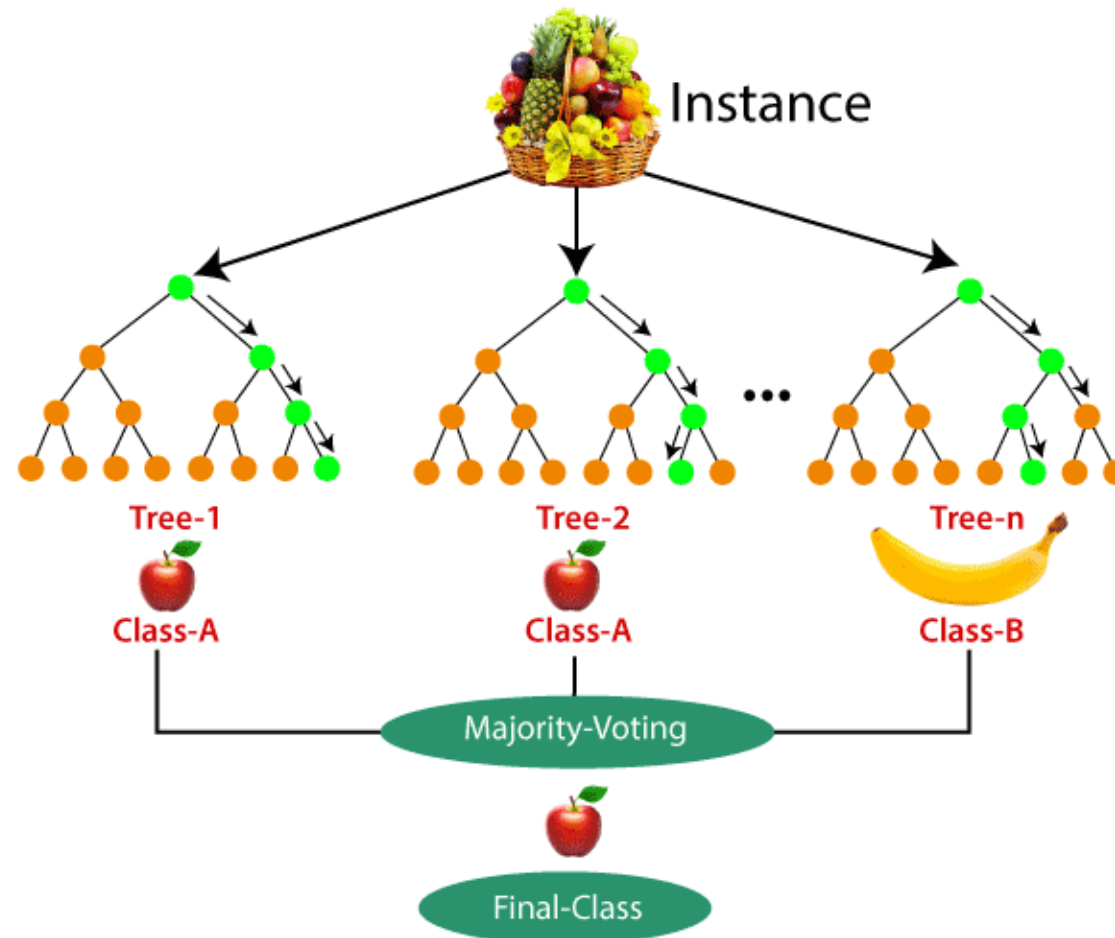 Instance
...
Tree-1
Tree-2
Tree-n
Class-A
Class-A
Class-B
Majority-Voting
Final-Class